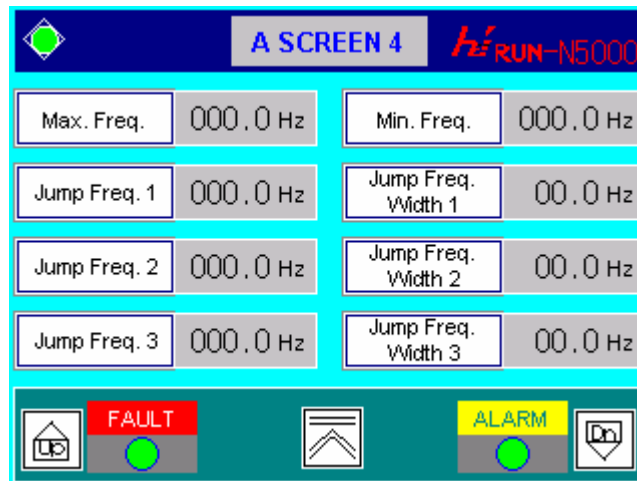 A SCREEN 4
hi RUN-N5000
Max. Freq. 000.0 Hz Min. Freq. 000.0 Hz
Jump Freq. 1 000.0 Hz Jump Freq. Width 1 00.0 Hz
Jump Freq. 2 000.0 Hz Jump Freq. Width 2 00.0 Hz
Jump Freq. 3 000.0 Hz Jump Freq. Width 3 00.0 Hz
Up FAULT ALARM Dn